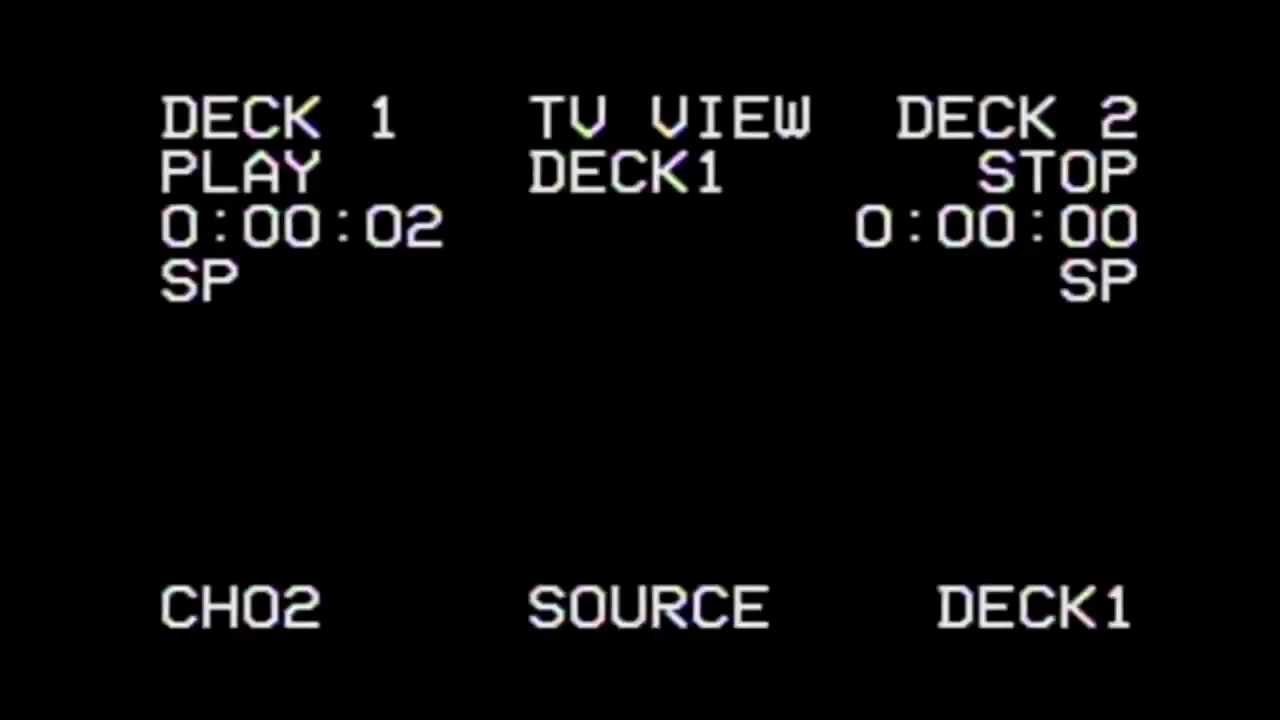 DECK 1 TV VIEW DECK 2
PLAY DECK1 STOP
0:00:02 0:00:00
SP SP
CH02 SOURCE DECK1